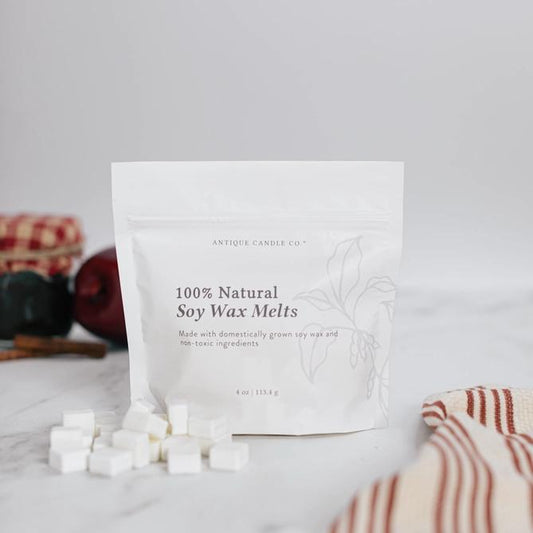 ANTIQUE CANDLE CO.®
100% Natural
Soy Wax Melts
Made with domestically grown soy wax and
non-toxic ingredients
4 oz | 113.4 g